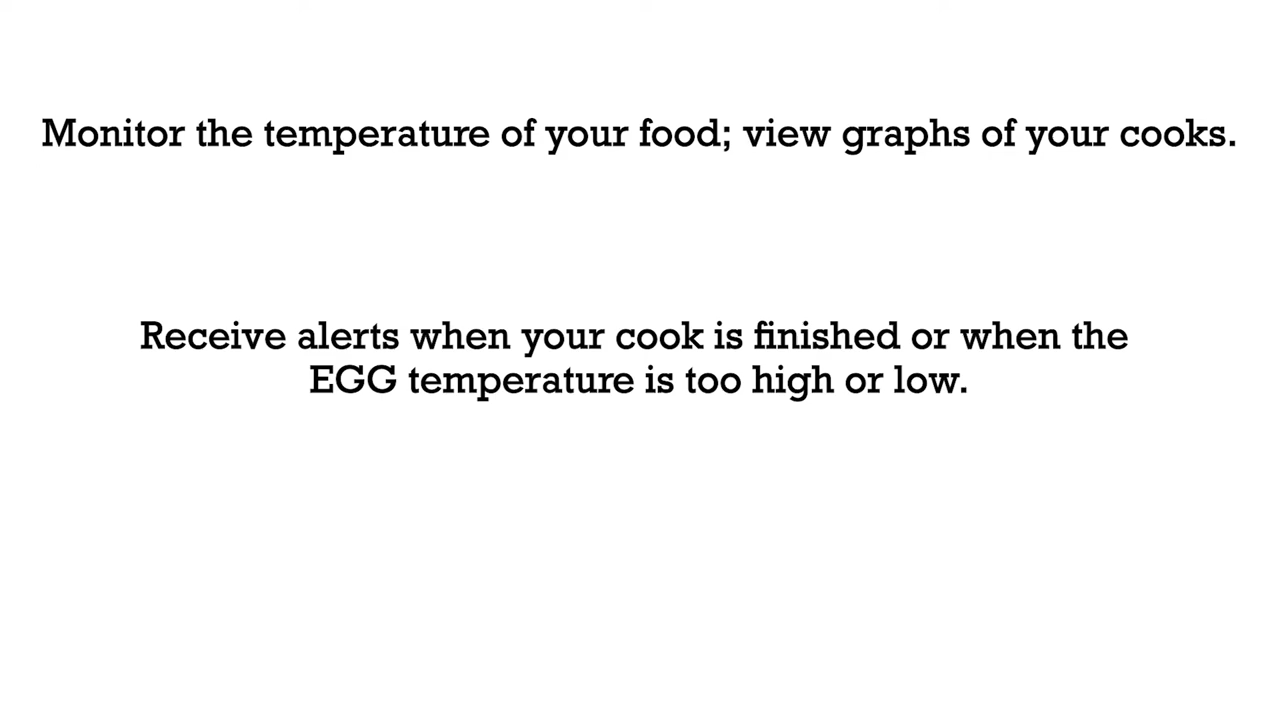 Monitor the temperature of your food; view graphs of your cooks.
Receive alerts when your cook is finished or when the
EGG temperature is too high or low.